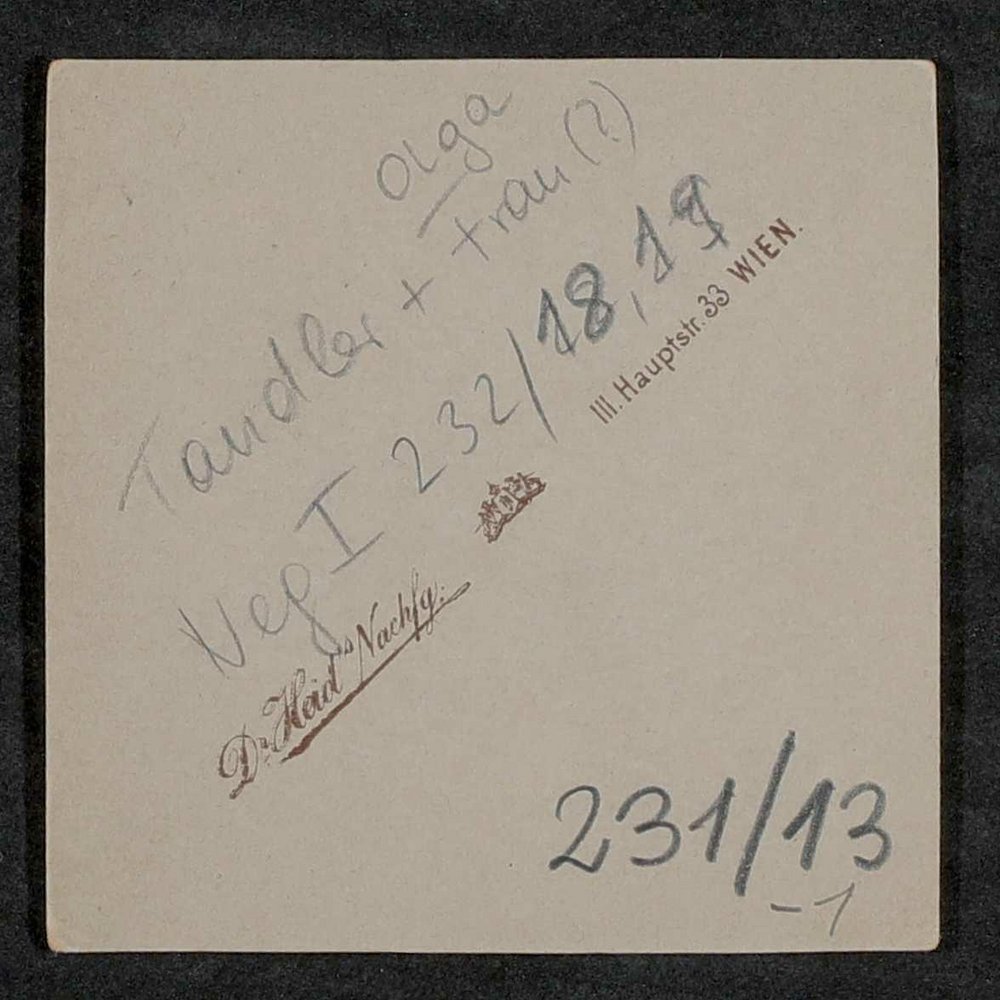 Olga
Tandler + Frau (?)
Neg I 232/18,19
Dr. Heid's Nachfg.
III. Hauptstr. 33 WIEN.
231/13
-1